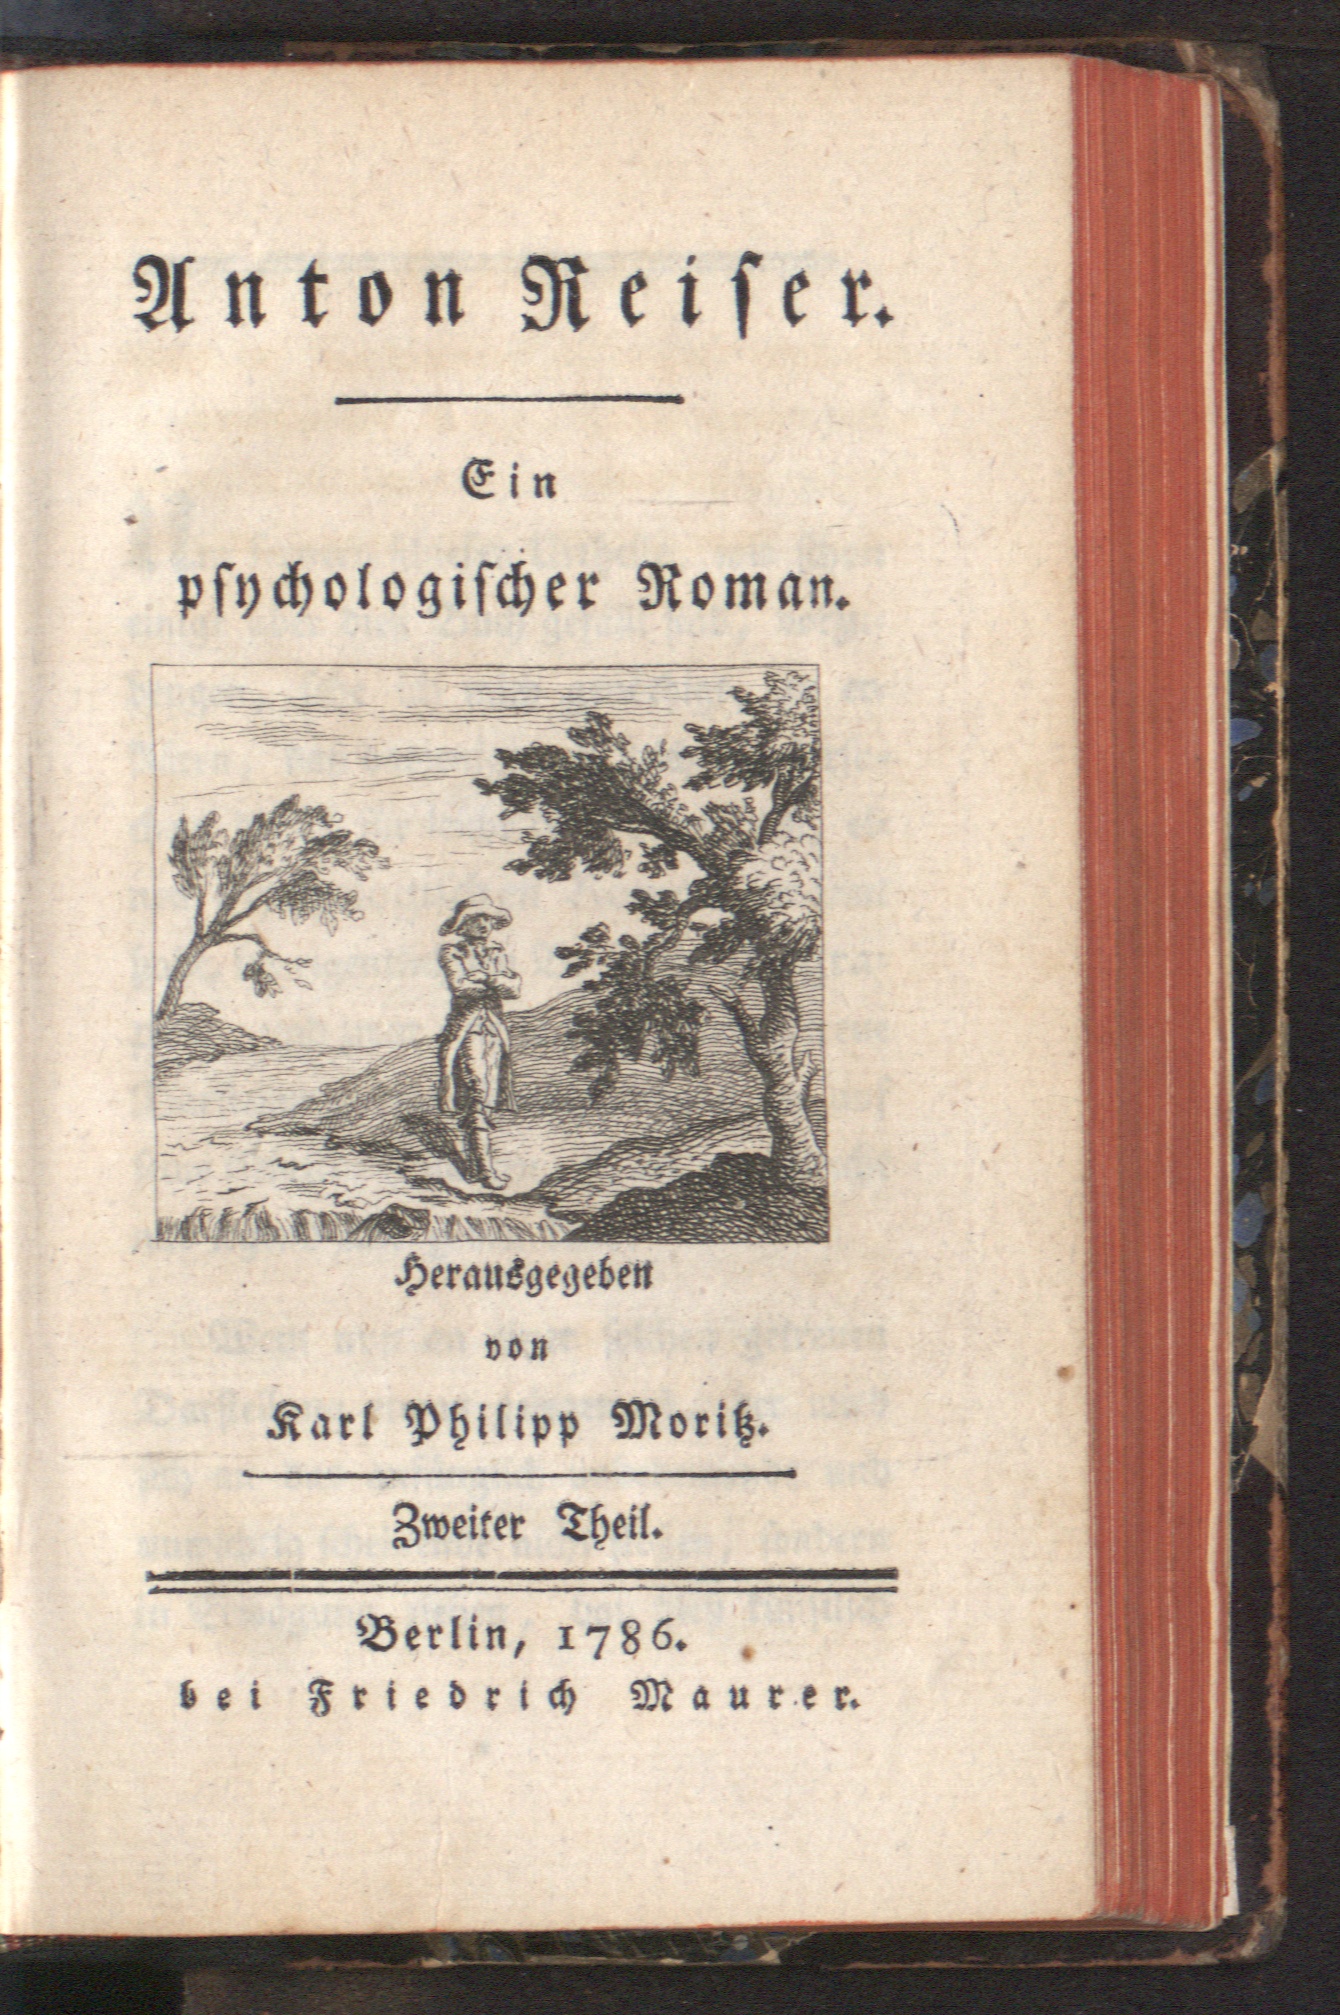 Anton Reiſer.
Ein
pſychologiſcher Roman.
Herausgegeben
von
Karl Philipp Moritz.
Zweiter Theil.
Berlin, 1786.
bei Friedrich Maurer.